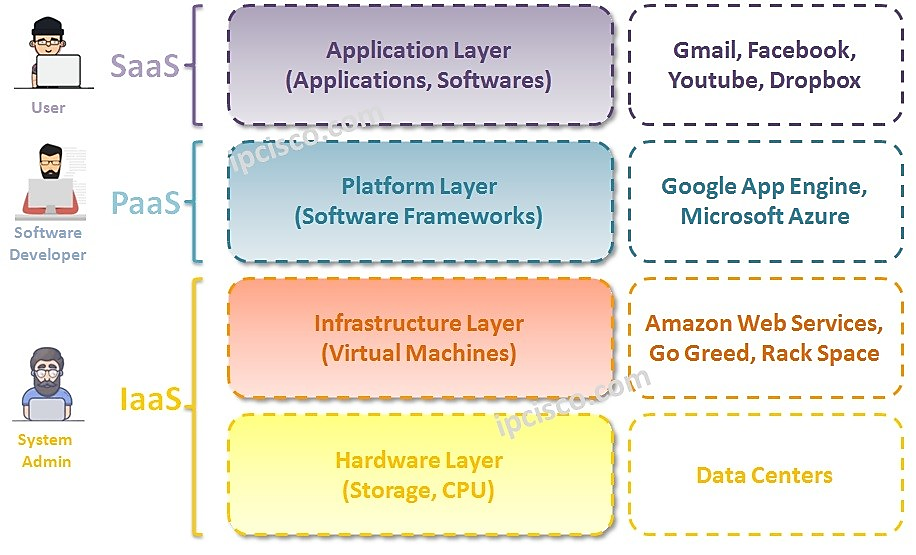 SaaS
User
Application Layer
(Applications, Softwares)
Gmail, Facebook,
Youtube, Dropbox
ipcisco.com
PaaS
Software
Developer
Platform Layer
(Software Frameworks)
Google App Engine,
Microsoft Azure
IaaS
System
Admin
Infrastructure Layer
(Virtual Machines)
Amazon Web Services,
Go Greed, Rack Space
ipcisco.com
Hardware Layer
(Storage, CPU)
Data Centers